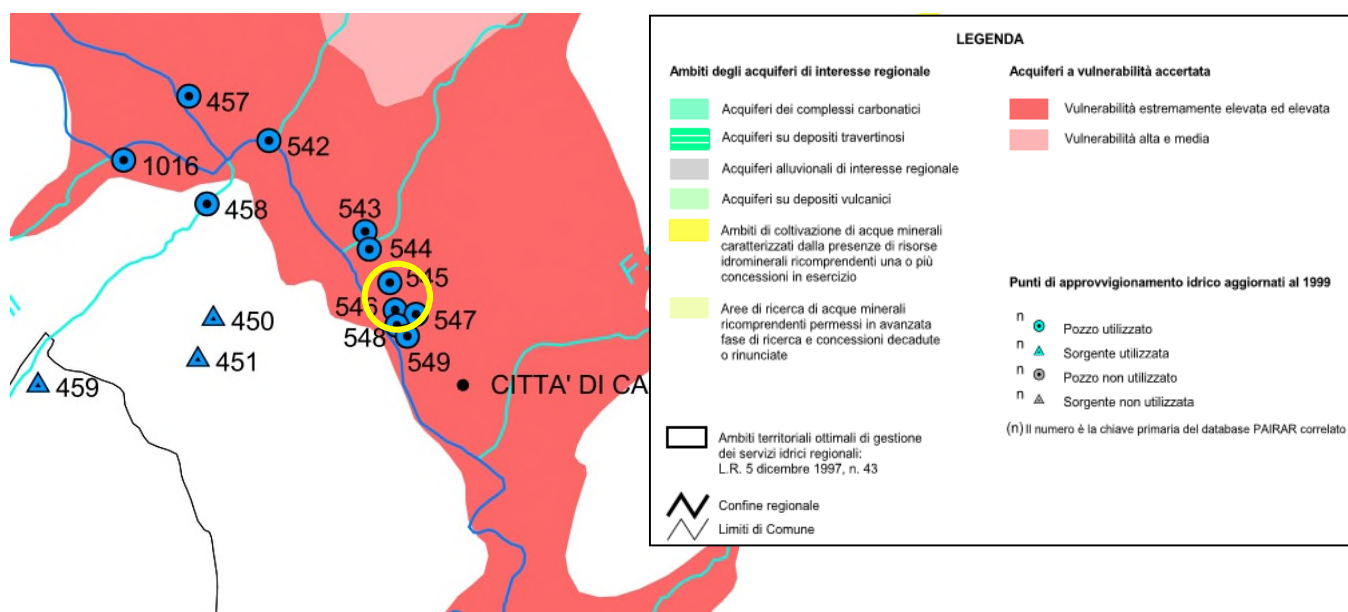 457
542
1016
458
543
544
545
546
547
548
549
450
451
459
CITTA' DI CA
F
LEGENDA
Ambiti degli acquiferi di interesse regionale
Acquiferi dei complessi carbonatici
Acquiferi su depositi travertinosi
Acquiferi alluvionali di interesse regionale
Acquiferi su depositi vulcanici
Ambiti di coltivazione di acque minerali
caratterizzati dalla presenze di risorse
idrominerali ricomprendenti una o più
concessioni in esercizio
Aree di ricerca di acque minerali
ricomprendenti permessi in avanzata
fase di ricerca e concessioni decadute
o rinunciate
Ambiti territoriali ottimali di gestione
dei servizi idrici regionali:
L.R. 5 dicembre 1997, n. 43
Confine regionale
Limiti di Comune
Acquiferi a vulnerabilità accertata
Vulnerabilità estremamente elevata ed elevata
Vulnerabilità alta e media
Punti di approvvigionamento idrico aggiornati al 1999
n Pozzo utilizzato
n Sorgente utilizzata
n Pozzo non utilizzato
n Sorgente non utilizzata
(n) Il numero è la chiave primaria del database PAIRAR correlato